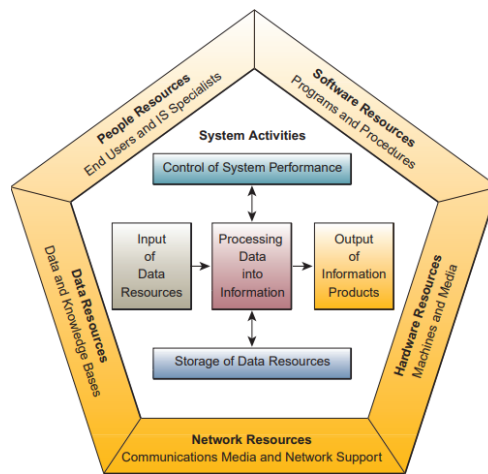 People Resources
End Users and IS Specialists
Software Resources
Programs and Procedures
System Activities
Control of System Performance
Input
of
Data
Resources
Processing
Data
into
Information
Output
of
Information
Products
Storage of Data Resources
Data Resources
Data and Knowledge Bases
Hardware Resources
Machines and Media
Network Resources
Communications Media and Network Support